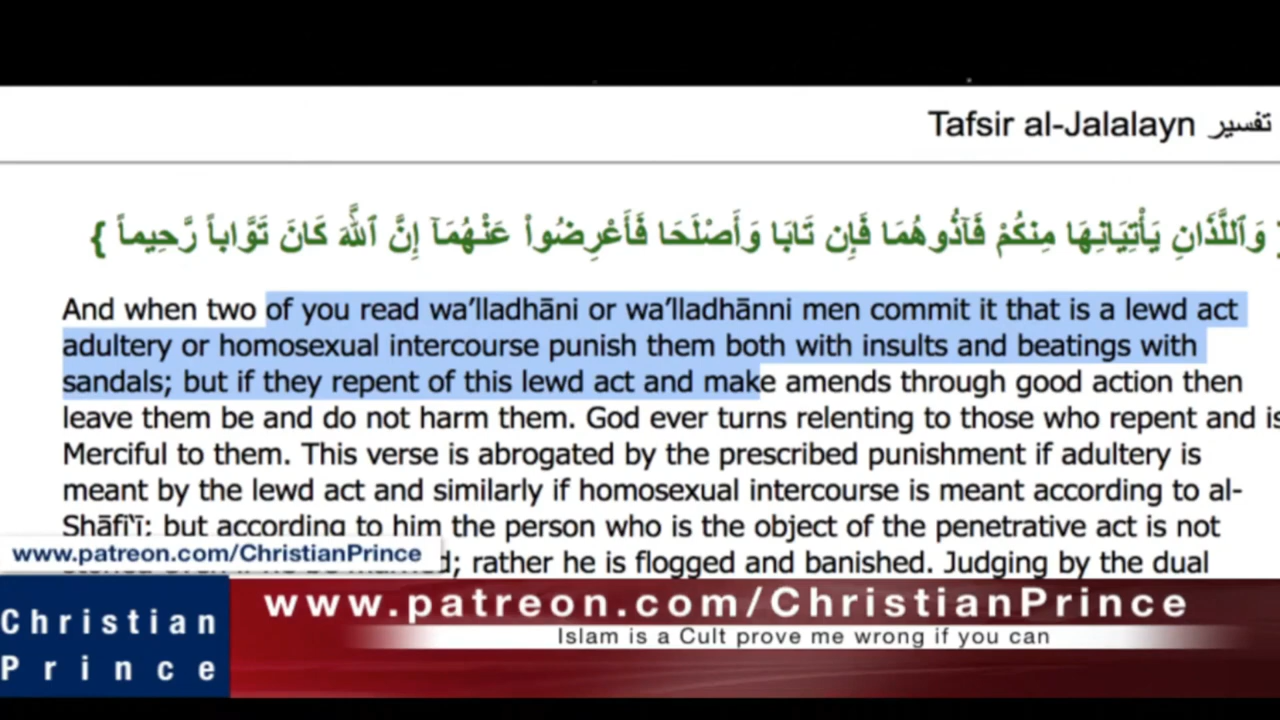 Tafsir al-Jalalayn تفسير
وَٱللَّذَانِ يَأْتِيَانِهَا مِنكُمْ فَآذُوهُمَا فَإِن تَابَا وَأَصْلَحَا فَأَعْرِضُواْ عَنْهُمَآ إِنَّ ٱللَّهَ كَانَ تَوَّاباً رَّحِيماً }
And when two of you read wa’lladhāni or wa’lladhānni men commit it that is a lewd act
adultery or homosexual intercourse punish them both with insults and beatings with
sandals; but if they repent of this lewd act and make amends through good action then
leave them be and do not harm them. God ever turns relenting to those who repent and is
Merciful to them. This verse is abrogated by the prescribed punishment if adultery is
meant by the lewd act and similarly if homosexual intercourse is meant according to al-
Shāfi‘ī; but according to him the person who is the object of the penetrative act is not
rather he is flogged and banished. Judging by the dual
www.patreon.com/ChristianPrince
Christian
Prince
www.patreon.com/ChristianPrince
Islam is a Cult prove me wrong if you can